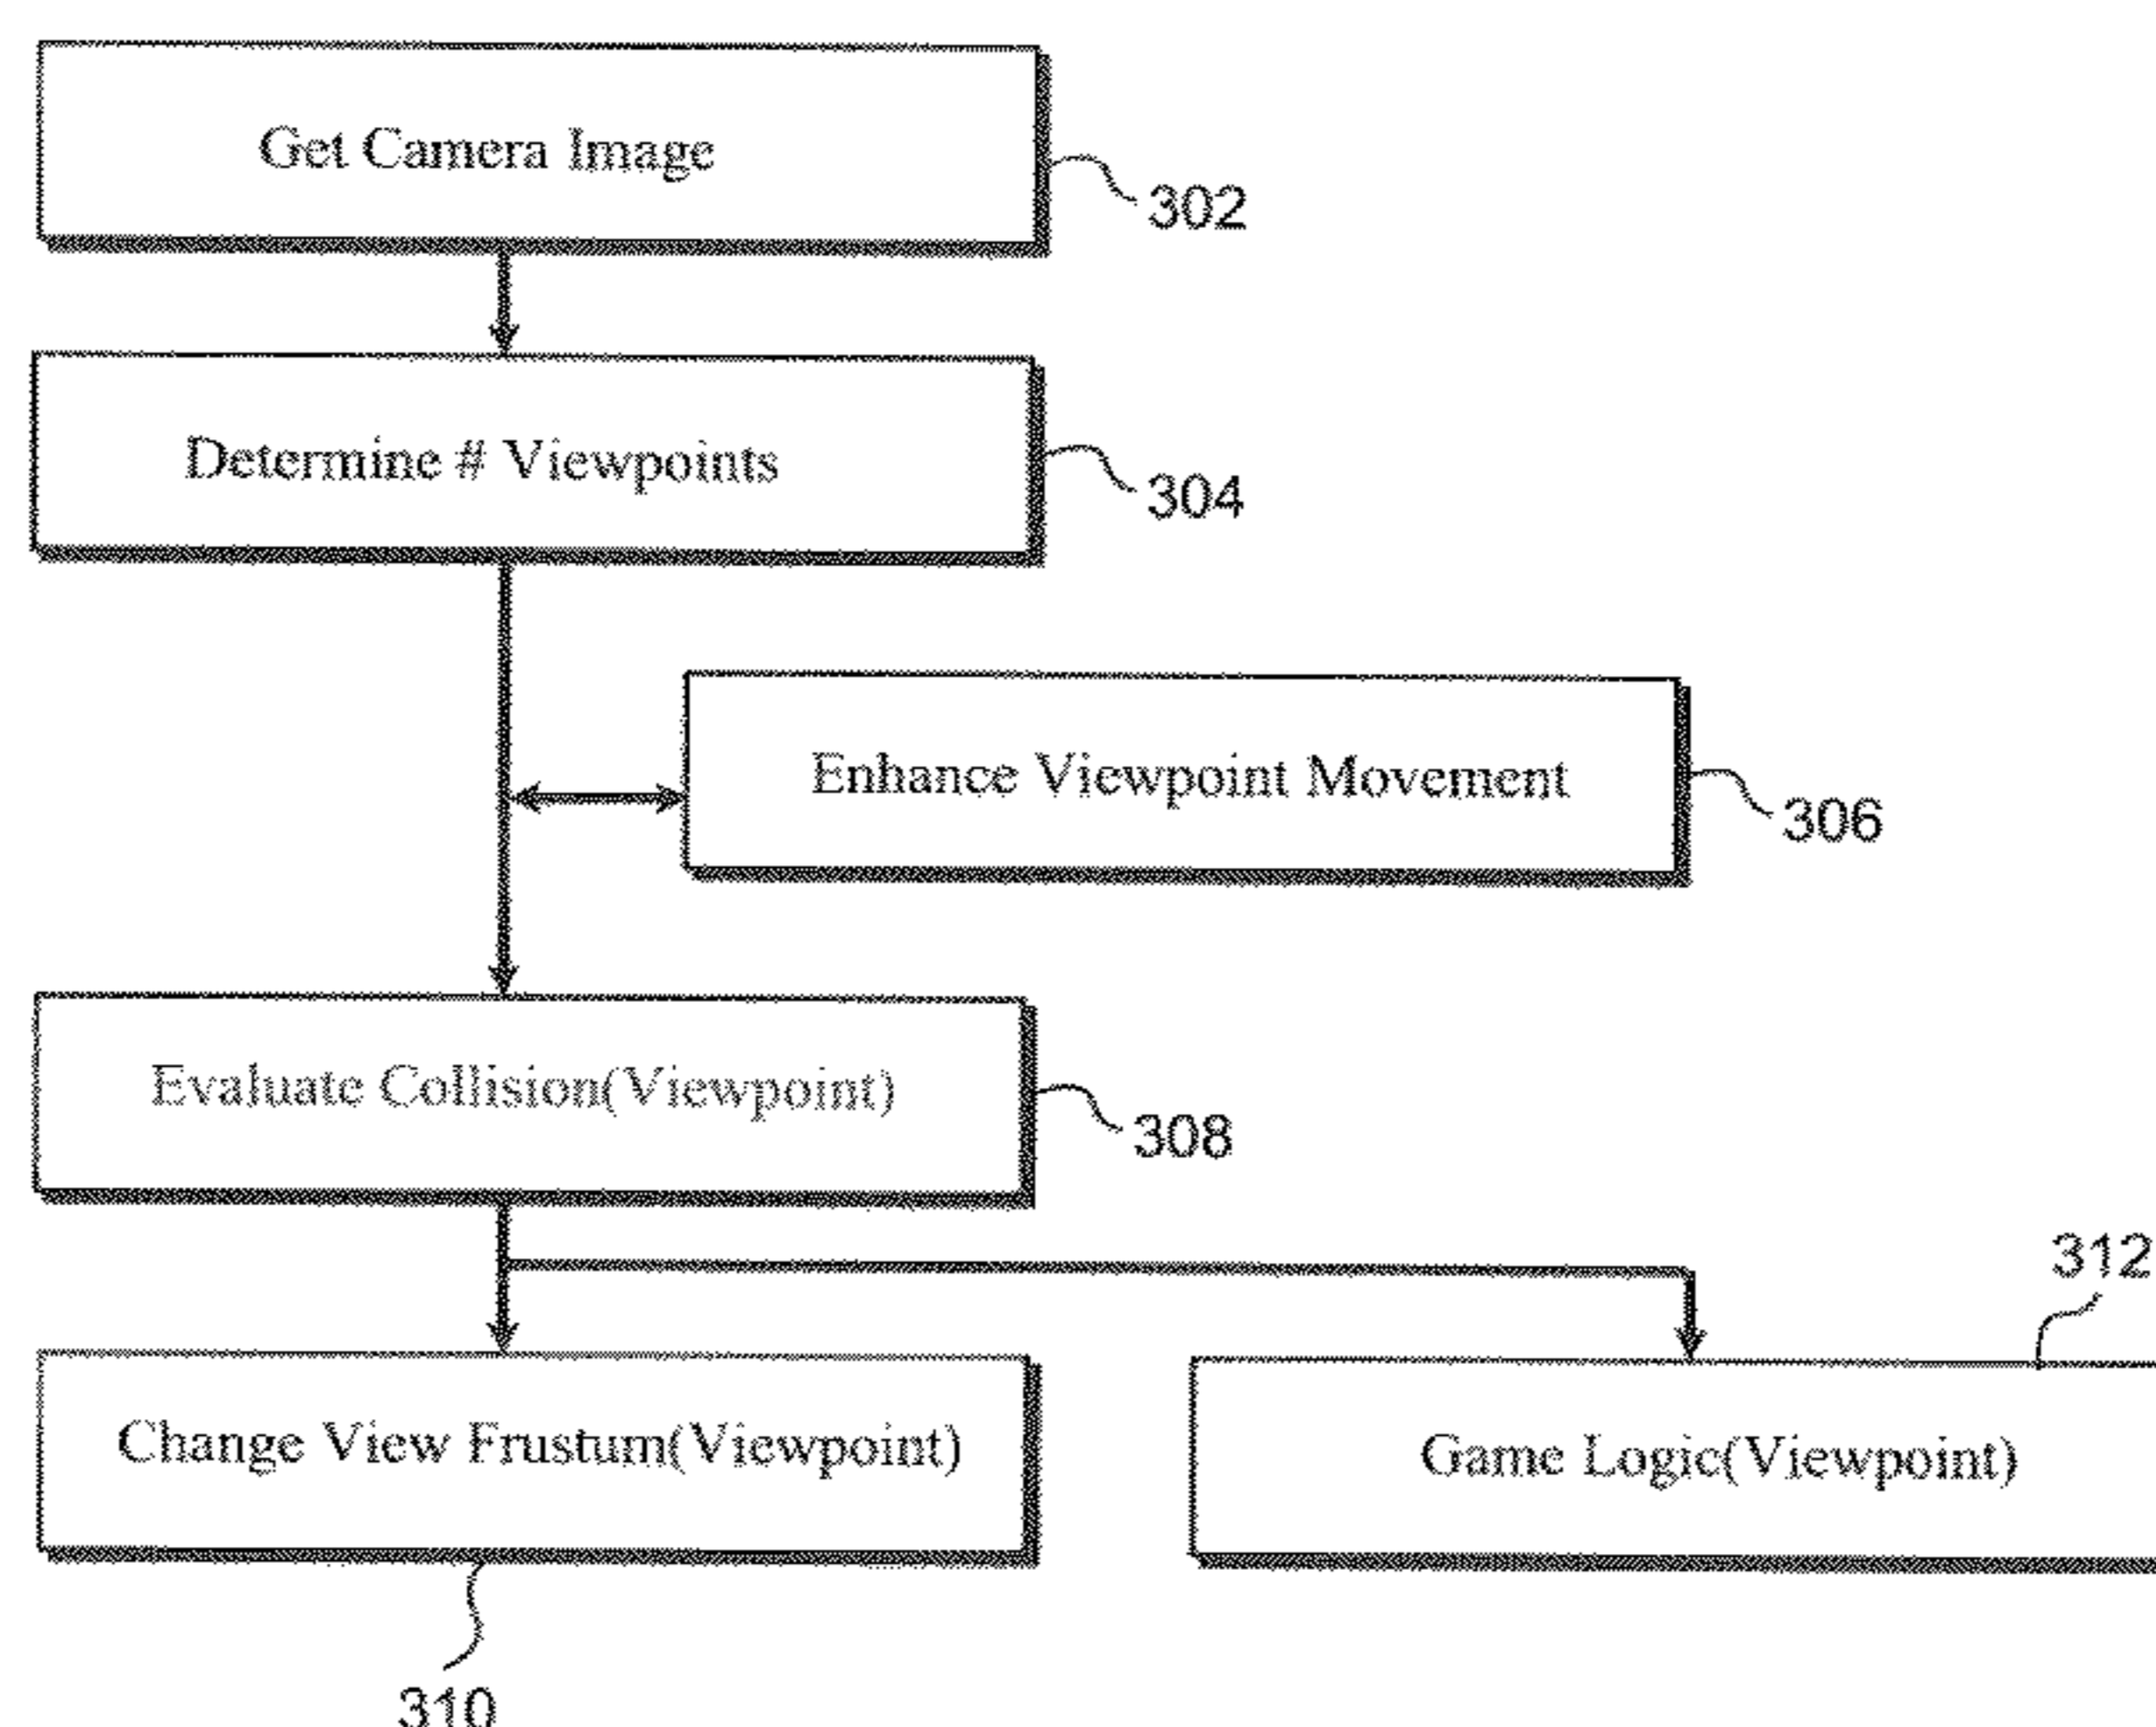 Get Camera Image
302
Determine # Viewpoints
304
Enhance Viewpoint Movement
306
Evaluate Collision(Viewpoint)
308
312
Change View Frustum(Viewpoint)
Game Logic(Viewpoint)
310